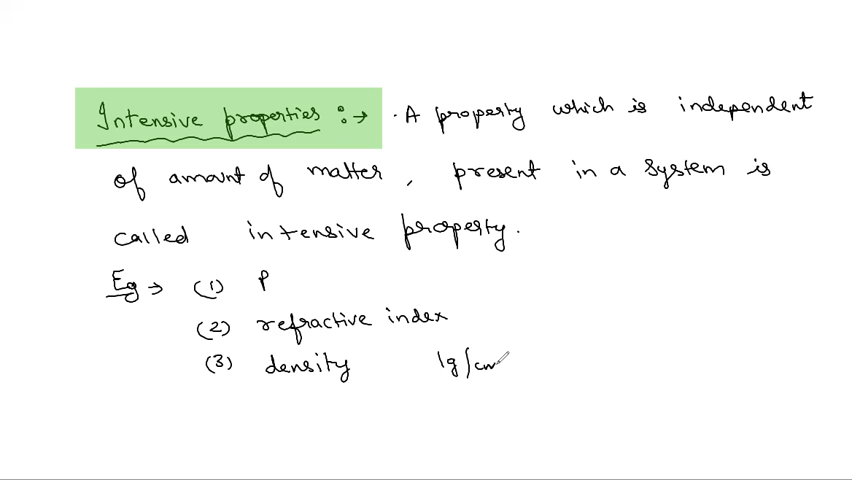 Intensive properties :→ . A property which is independent
of amount of matter, present in a system is
called intensive property.
Eg → (1) P
(2) refractive index
(3) density 1g/cm